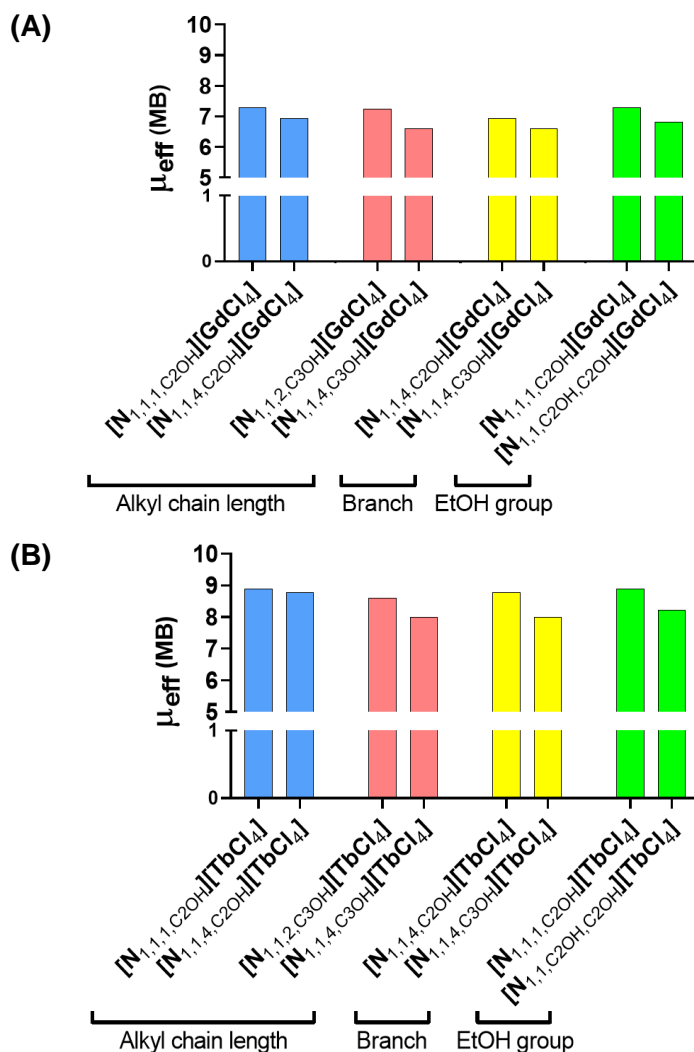 (A)
10
9
8
7
6
5
1
0
μeff (MB)
[N1,1,1,C2OH][GdCl4]
[N1,1,4,C2OH][GdCl4]
[N1,1,2,C3OH][GdCl4]
[N1,1,4,C3OH][GdCl4]
[N1,1,4,C2OH][GdCl4]
[N1,1,4,C3OH][GdCl4]
[N1,1,1,C2OH][GdCl4]
[N1,1,C2OH,C2OH][GdCl4]
Alkyl chain length
Branch
EtOH group
(B)
10
9
8
7
6
5
1
0
μeff (MB)
[N1,1,1,C2OH][TbCl4]
[N1,1,4,C2OH][TbCl4]
[N1,1,2,C3OH][TbCl4]
[N1,1,4,C3OH][TbCl4]
[N1,1,4,C2OH][TbCl4]
[N1,1,4,C3OH][TbCl4]
[N1,1,1,C2OH][TbCl4]
[N1,1,C2OH,C2OH][TbCl4]
Alkyl chain length
Branch
EtOH group